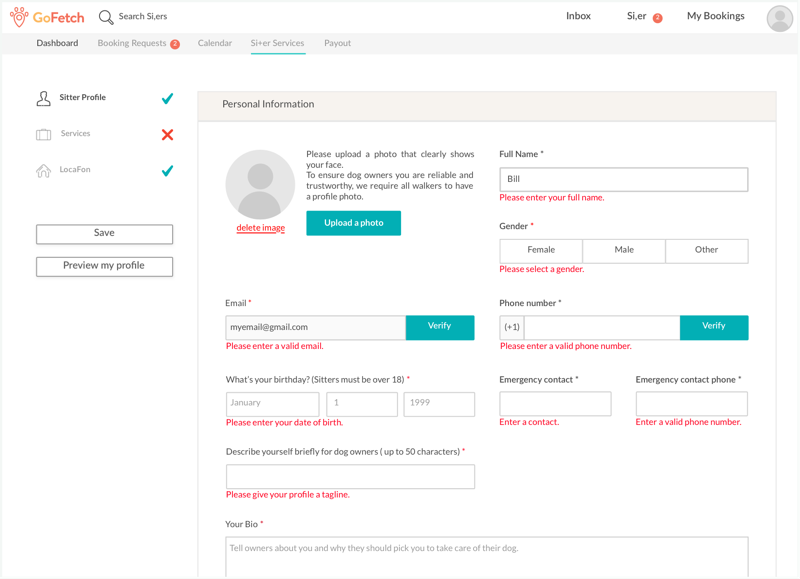 GoFetch
Search Si,ers
Inbox
Si,er
2
My Bookings
Dashboard
Booking Requests 2
Calendar
Si+er Services
Payout
Sitter Profile
Services
LocaFon
Save
Preview my profile
Personal Information
Please upload a photo that clearly shows
your face.
To ensure dog owners you are reliable and
trustworthy, we require all walkers to have
a profile photo.
delete image
Upload a photo
Full Name *
Bill
Please enter your full name.
Gender *
Female
Male
Other
Please select a gender.
Email *
myemail@gmail.com
Verify
Please enter a valid email.
Phone number *
(+1)
Verify
Please enter a valid phone number.
What's your birthday? (Sitters must be over 18) *
January
1
1999
Please enter your date of birth.
Emergency contact *
Enter a contact.
Emergency contact phone *
Enter a valid phone number.
Describe yourself briefly for dog owners ( up to 50 characters) *
Please give your profile a tagline.
Your Bio *
Tell owners about you and why they should pick you to take care of their dog.